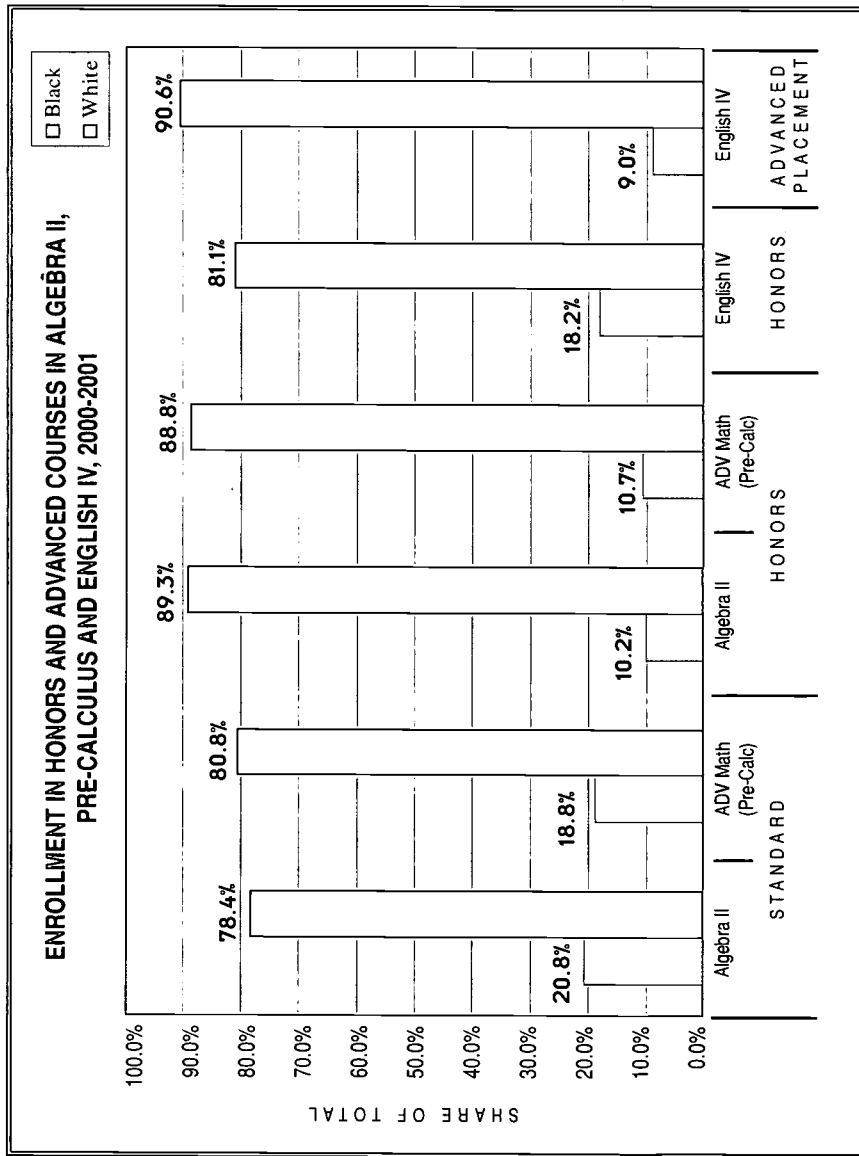 ENROLLMENT IN HONORS AND ADVANCED COURSES IN ALGEBRA II,
PRE-CALCULUS AND ENGLISH IV, 2000-2001
Black
White
SHARE OF TOTAL
100.0%
90.0%
80.0%
70.0%
60.0%
50.0%
40.0%
30.0%
20.0%
10.0%
0.0%
20.8%
78.4%
18.8%
80.8%
10.2%
89.3%
10.7%
88.8%
18.2%
81.1%
9.0%
90.6%
Algebra II
ADV Math
(Pre-Calc)
Algebra II
ADV Math
(Pre-Calc)
English IV
English IV
STANDARD
HONORS
HONORS
ADVANCED
PLACEMENT